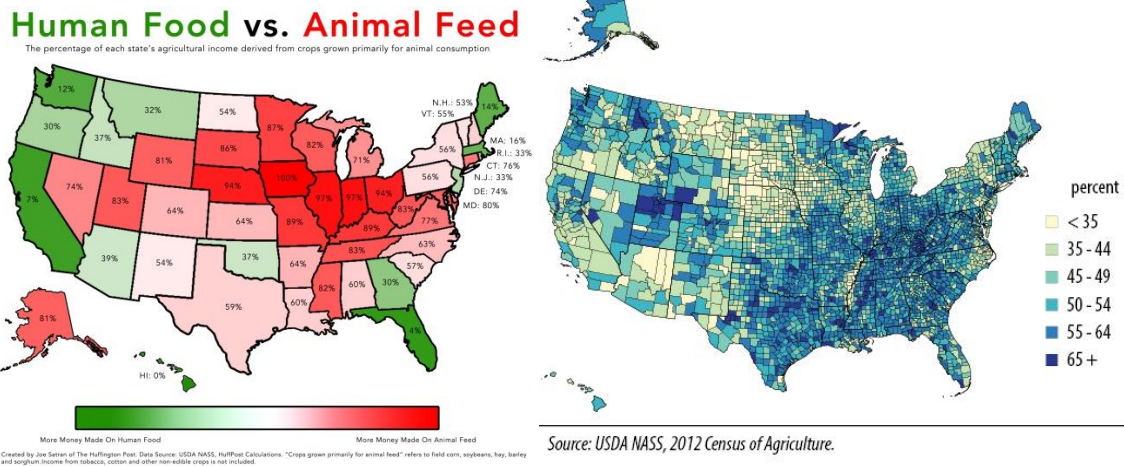 Human Food vs. Animal Feed
The percentage of each state's agricultural income derived from crops grown primarily for animal consumption
12%
30%
37%
32%
54%
87%
82%
71%
N.H.: 53%
VT: 55%
14%
56%
MA: 16%
R.I.: 33%
CT: 76%
N.J.: 33%
DE: 74%
MD: 80%
56%
7%
74%
83%
81%
86%
94%
100%
97%
97%
94%
83%
77%
64%
64%
89%
89%
83%
63%
57%
39%
54%
37%
64%
82%
60%
30%
59%
60%
4%
81%
HI: 0%
More Money Made On Human Food
More Money Made On Animal Feed
Created by Joe Satran of The Huffington Post. Data Source: USDA NASS, HuffPost Calculations. "Crops grown primarily for animal feed" refers to field corn, soybeans, hay, barley
and sorghum.Income from tobacco, cotton and other non-edible crops is not included.
percent
< 35
35 - 44
45 - 49
50 - 54
55 - 64
65 +
Source: USDA NASS, 2012 Census of Agriculture.